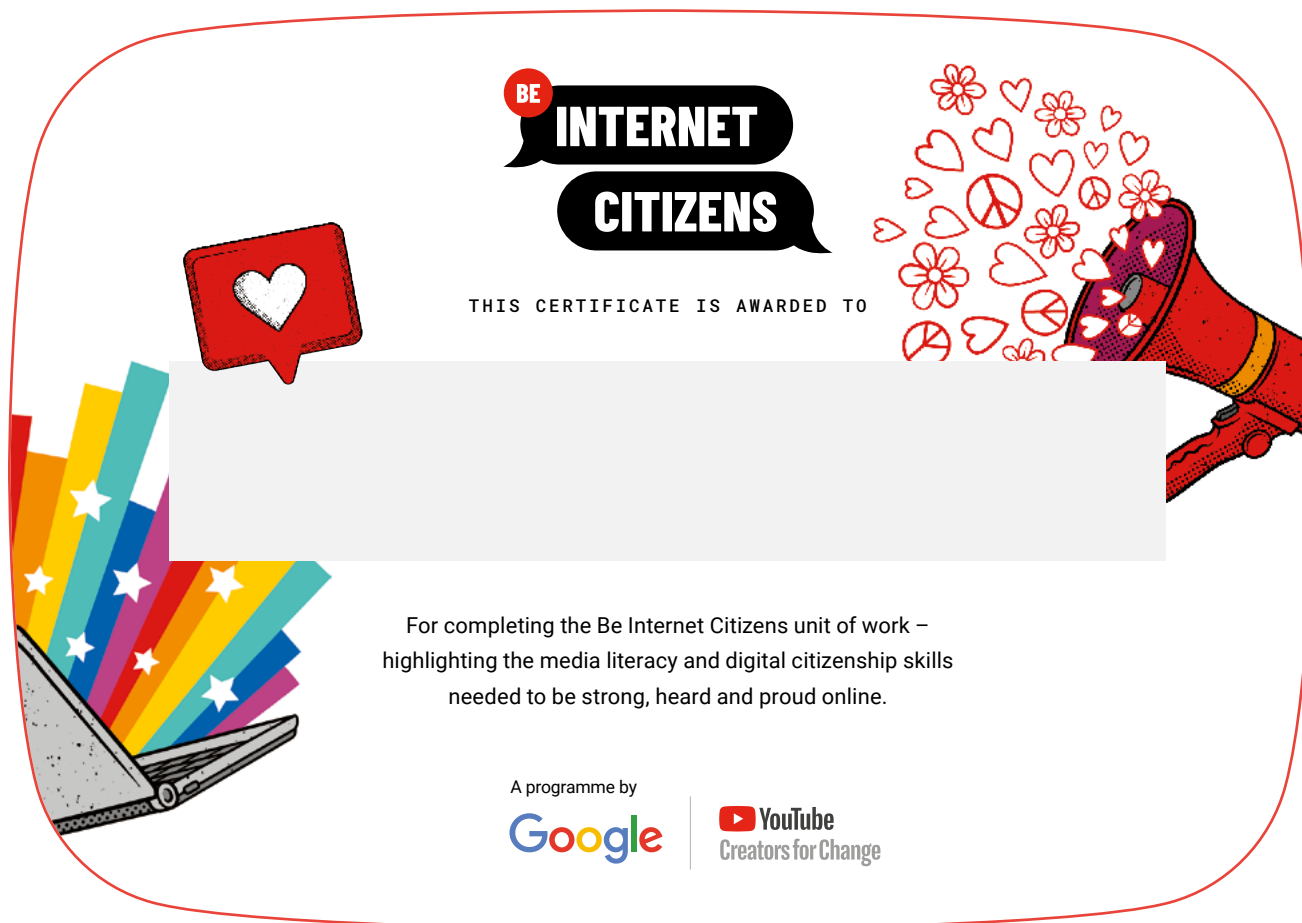 BE
INTERNET
CITIZENS
THIS CERTIFICATE IS AWARDED TO
For completing the Be Internet Citizens unit of work –
highlighting the media literacy and digital citizenship skills
needed to be strong, heard and proud online.
A programme by
Google
YouTube
Creators for Change